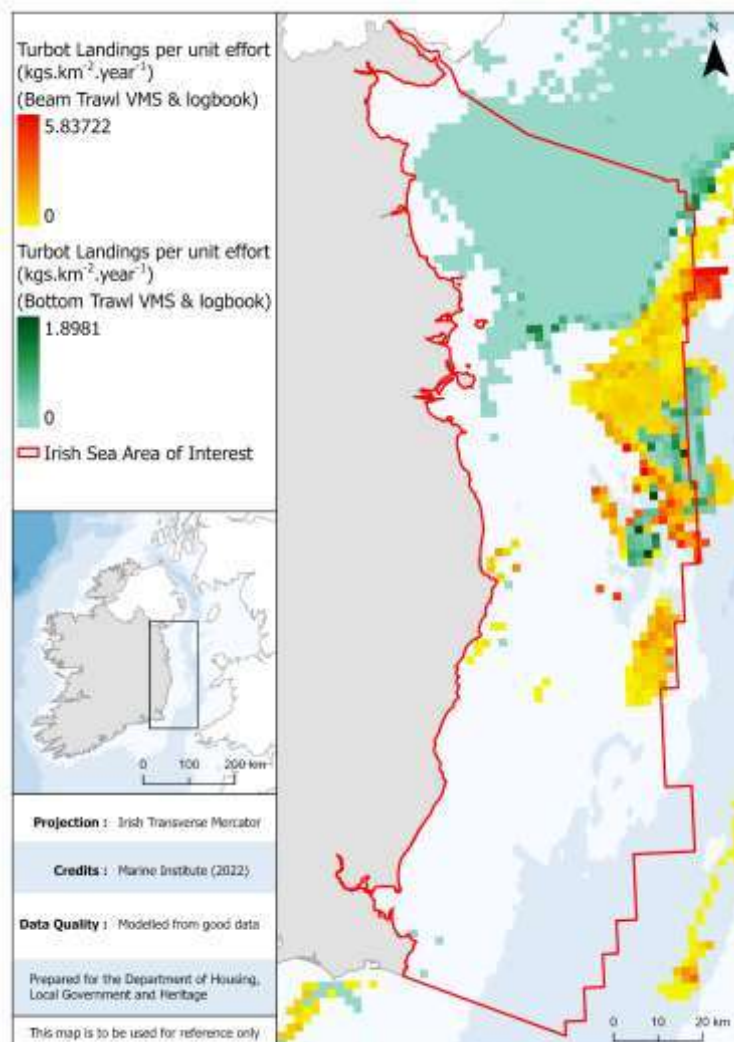 Turbot Landings per unit effort
(kgs.km⁻².year⁻¹)
(Beam Trawl VMS & logbook)
5.83722
0
Turbot Landings per unit effort
(kgs.km⁻².year⁻¹)
(Bottom Trawl VMS & logbook)
1.8981
0
Irish Sea Area of Interest
0 100 200 km
Projection : Irish Transverse Mercator
Credits : Marine Institute (2022)
Data Quality : Modelled from good data
Prepared for the Department of Housing,
Local Government and Heritage
This map is to be used for reference only
N
0 10 20 km